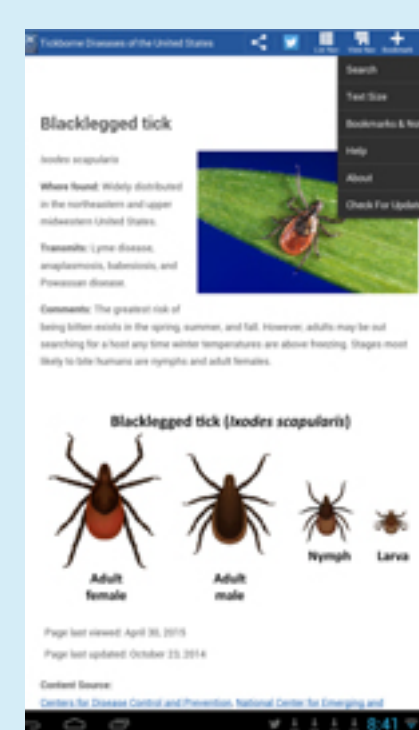 Tickborne Diseases of the United States
List Nav View Nav Bookmark
Search
Text Size
Bookmarks &
Help
About
Check For Update
Blacklegged tick
Ixodes scapularis
Where found: Widely distributed
in the northeastern and upper
midwestern United States.
Transmits: Lyme disease,
anaplasmosis, babesiosis, and
Powassan disease.
Comments: The greatest risk of
being bitten exists in the spring, summer, and fall. However, adults may be out
searching for a host any time winter temperatures are above freezing. Stages most
likely to bite humans are nymphs and adult females.
Blacklegged tick (Ixodes scapularis)
Adult
female
Adult
male
Nymph
Larva
Page last viewed: April 30, 2015
Page last updated: October 23, 2014
Content Source:
Centers for Disease Control and Prevention, National Center for Emerging and
8:41